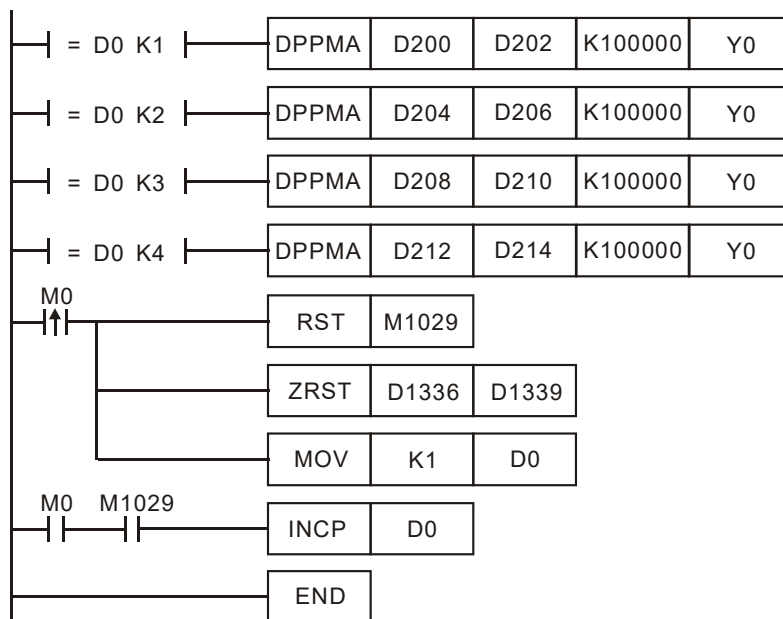 = D0 K1 DPPMA D200 D202 K100000 Y0
= D0 K2 DPPMA D204 D206 K100000 Y0
= D0 K3 DPPMA D208 D210 K100000 Y0
= D0 K4 DPPMA D212 D214 K100000 Y0
M0
RST M1029
ZRST D1336 D1339
MOV K1 D0
M0 M1029
INCP D0
END